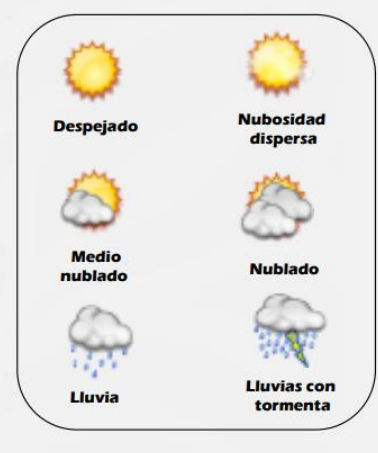 Despejado
Nubosidad
dispersa
Medio
nublado
Nublado
Lluvia
Lluvias con
tormenta